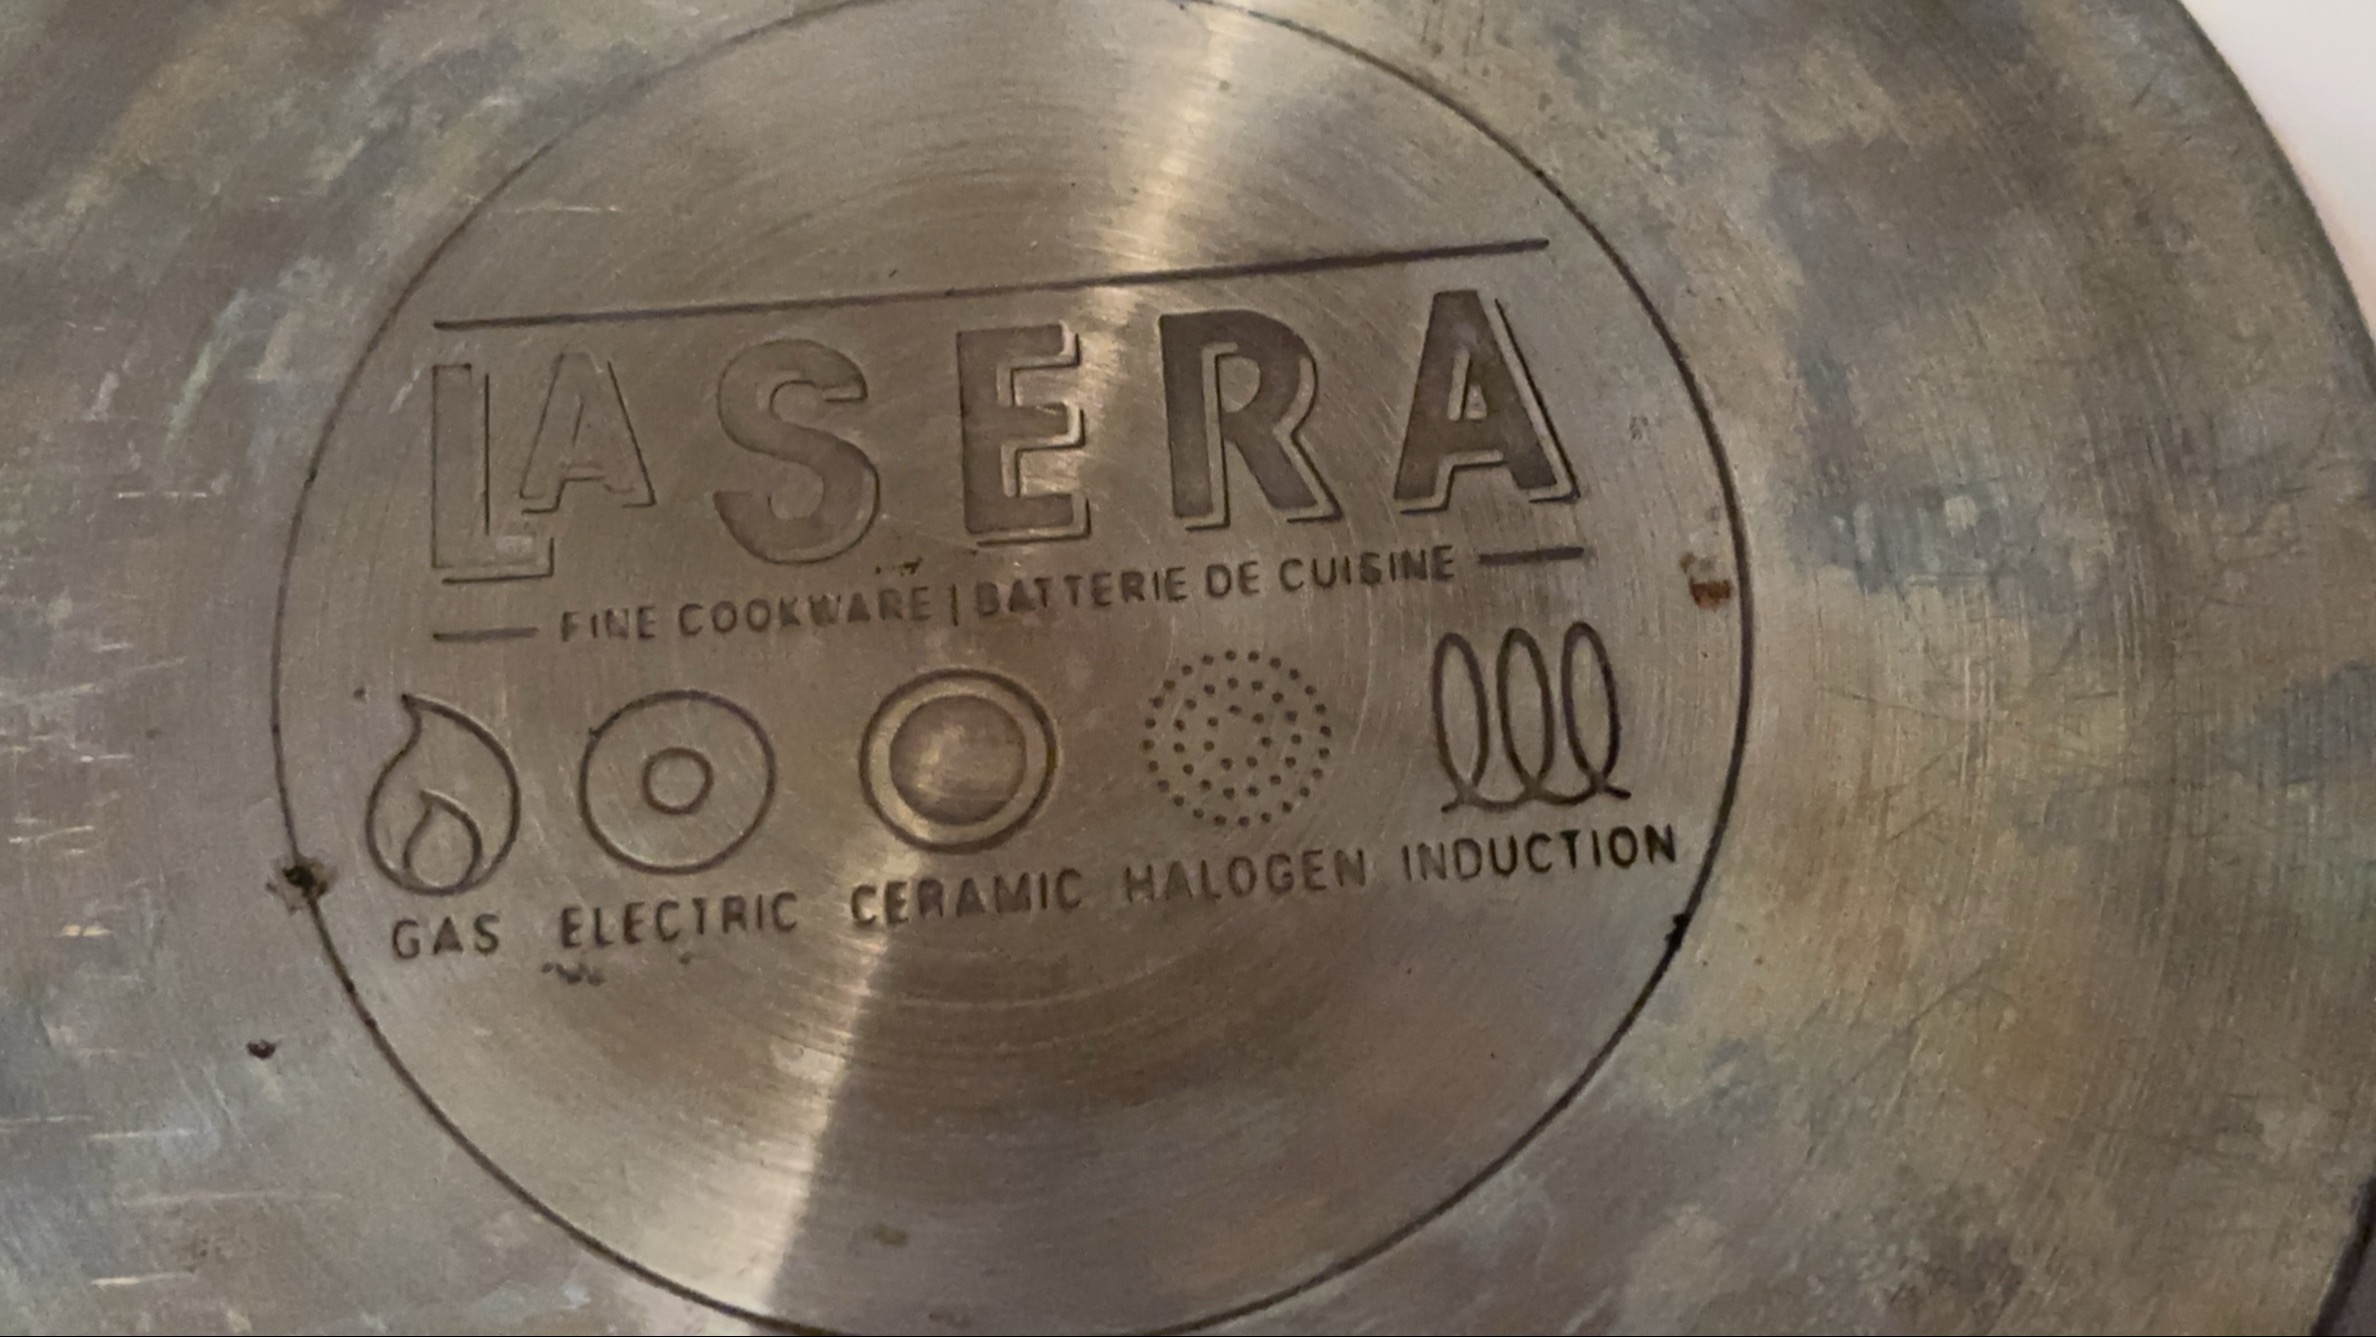 LASERA
FINE COOKWARE | BATTERIE DE CUISINE
GAS ELECTRIC CERAMIC HALOGEN INDUCTION